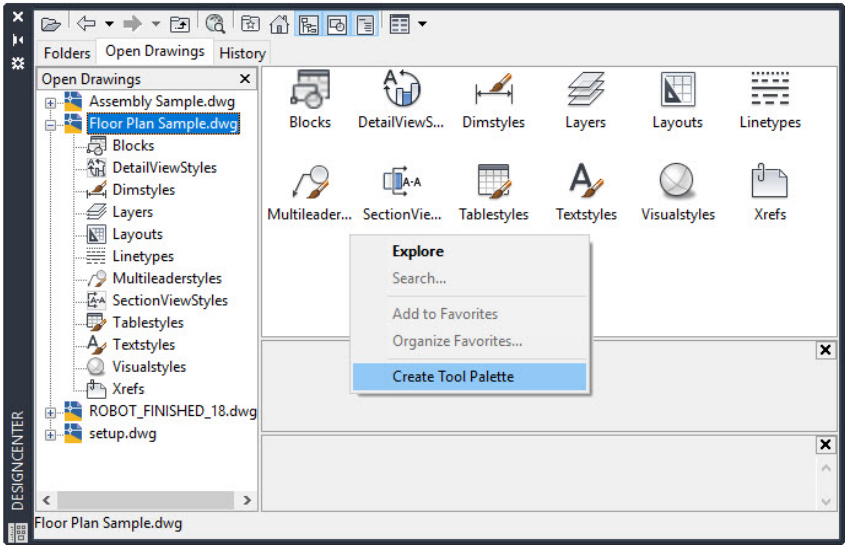 Folders Open Drawings History
Open Drawings
Assembly Sample.dwg
Floor Plan Sample.dwg
Blocks
DetailViewStyles
Dimstyles
Layers
Layouts
Linetypes
Multileaderstyles
SectionViewStyles
Tablestyles
Textstyles
Visualstyles
Xrefs
ROBOT_FINISHED_18.dwg
setup.dwg
Blocks DetailViewS... Dimstyles Layers Layouts Linetypes
Multileader... SectionVie... Tablestyles Textstyles Visualstyles Xrefs
Explore
Search...
Add to Favorites
Organize Favorites...
Create Tool Palette
DESIGNCENTER
Floor Plan Sample.dwg